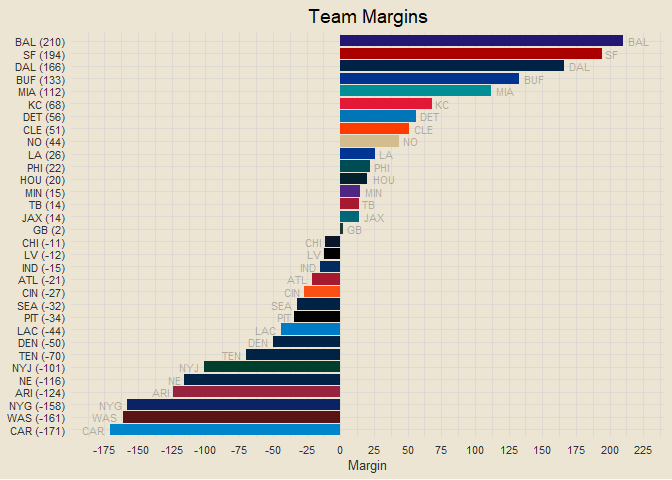 Team Margins
BAL (210) BAL
SF (194) SF
DAL (166) DAL
BUF (133) BUF
MIA (112) MIA
KC (68) KC
DET (56) DET
CLE (51) CLE
NO (44) NO
LA (26) LA
PHI (22) PHI
HOU (20) HOU
MIN (15) MIN
TB (14) TB
JAX (14) JAX
GB (2) GB
CHI (-11) CHI
LV (-12) LV
IND (-15) IND
ATL (-21) ATL
CIN (-27) CIN
SEA (-32) SEA
PIT (-34) PIT
LAC (-44) LAC
DEN (-50) DEN
TEN (-70) TEN
NYJ (-101) NYJ
NE (-116) NE
ARI (-124) ARI
NYG (-158) NYG
WAS (-161) WAS
CAR (-171) CAR
-175 -150 -125 -100 -75 -50 -25 0 25 50 75 100 125 150 175 200 225
Margin